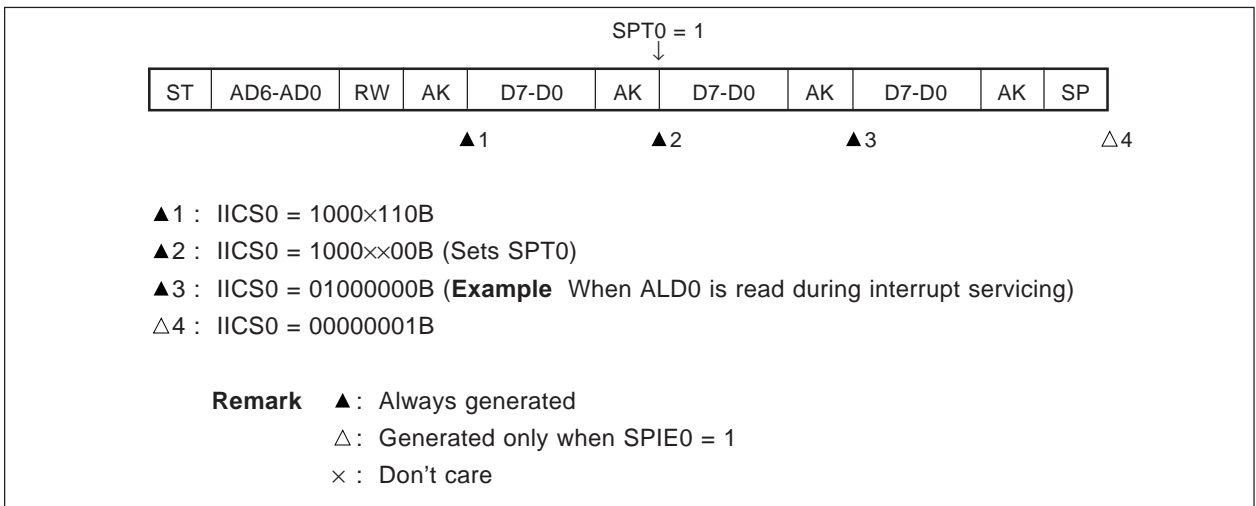 SPT0 = 1
↓
ST AD6-AD0 RW AK D7-D0 AK D7-D0 AK D7-D0 AK SP
▲1 ▲2 ▲3 △4
▲1 : IICS0 = 1000×110B
▲2 : IICS0 = 1000××00B (Sets SPT0)
▲3 : IICS0 = 01000000B (Example When ALD0 is read during interrupt servicing)
△4 : IICS0 = 00000001B
Remark ▲: Always generated
△: Generated only when SPIE0 = 1
× : Don't care